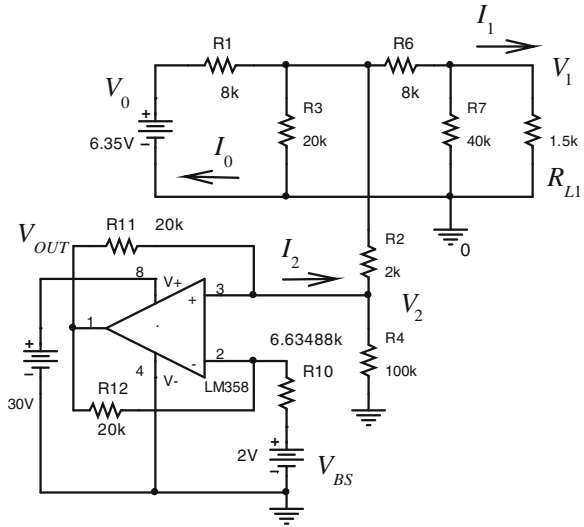 I1
R1
R6
V1
V0
8k
8k
R3
R7
+
6.35V
-
20k
40k
1.5k
I0
RL1
R11
20k
VOUT
0
I2
R2
2k
8
V+
3
+
V2
1
.
6.63488k
R4
+
-
2
100k
4
V-
LM358
R10
-
30V
R12
20k
+
2V
-
VBS